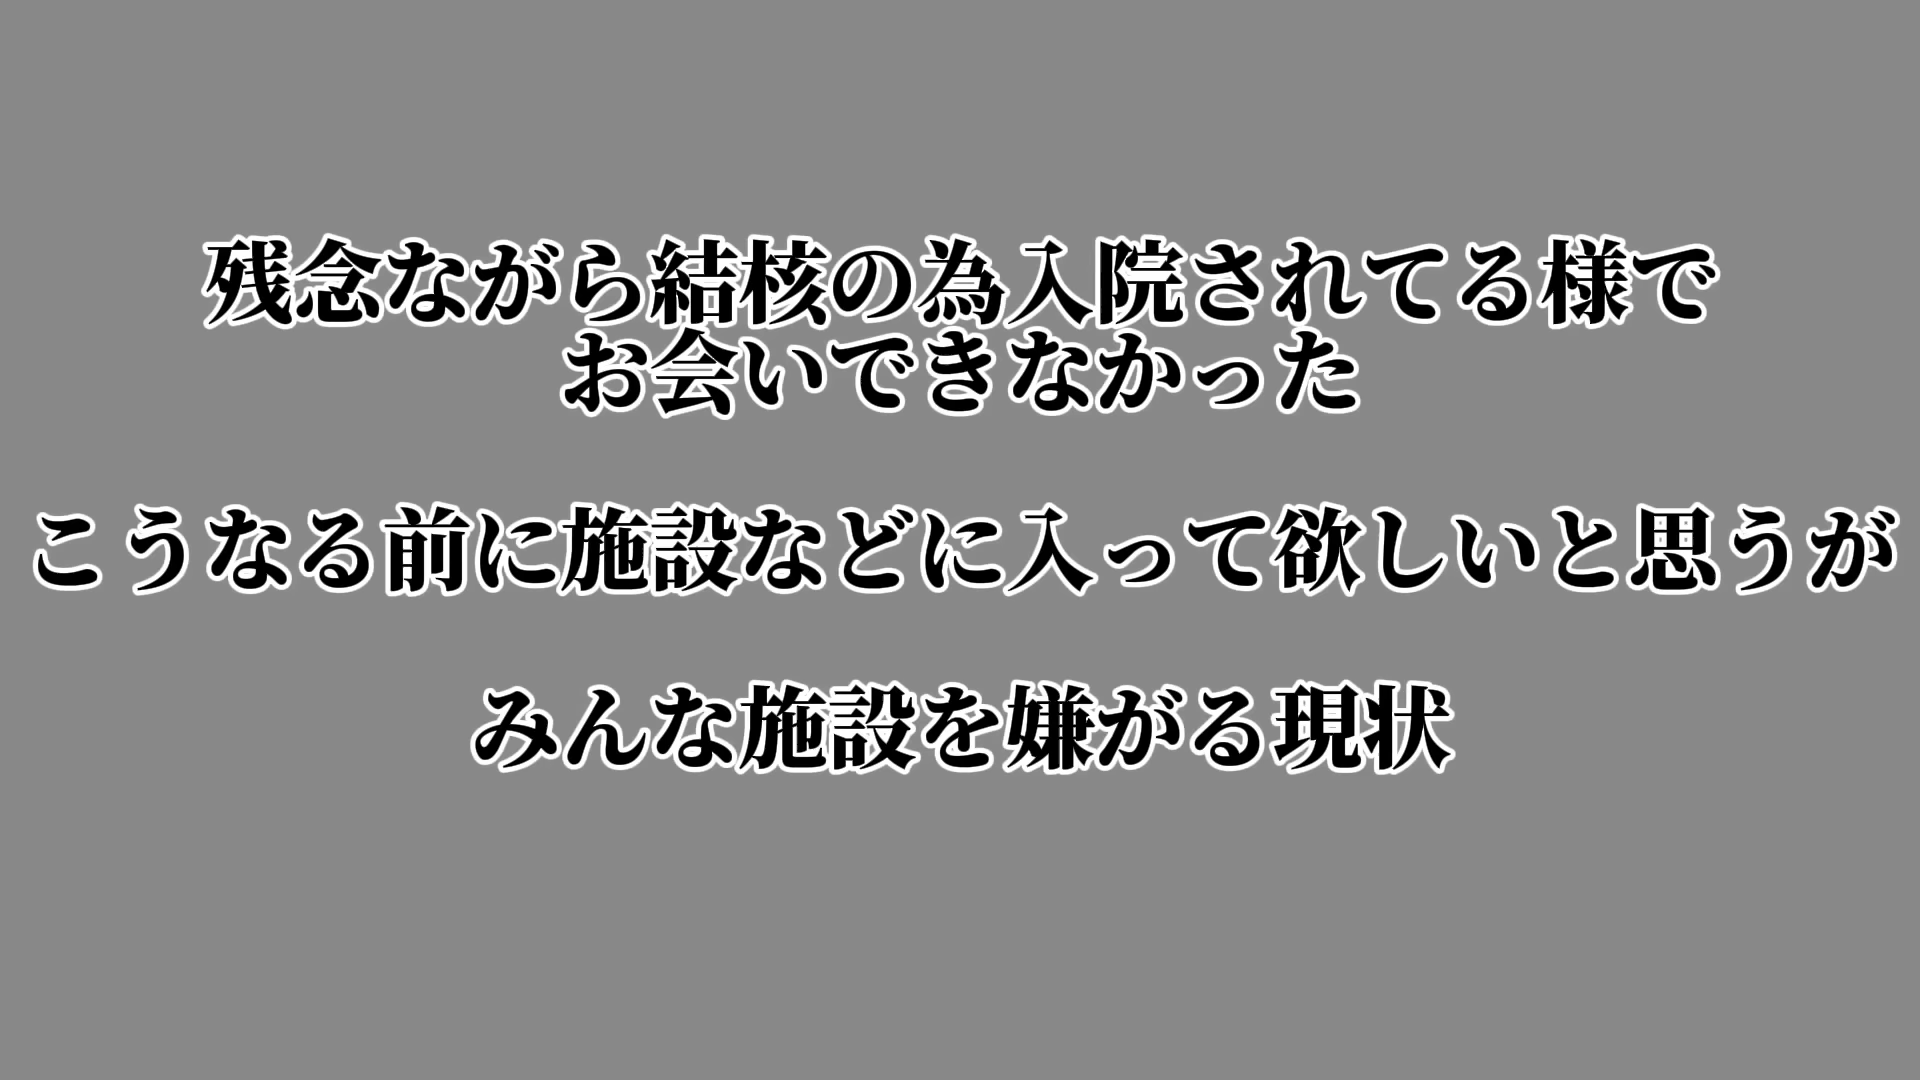 残念ながら結核の為入院されてる様で
お会いできなかった
こうなる前に施設などに入って欲しいと思うが
みんな施設を嫌がる現状